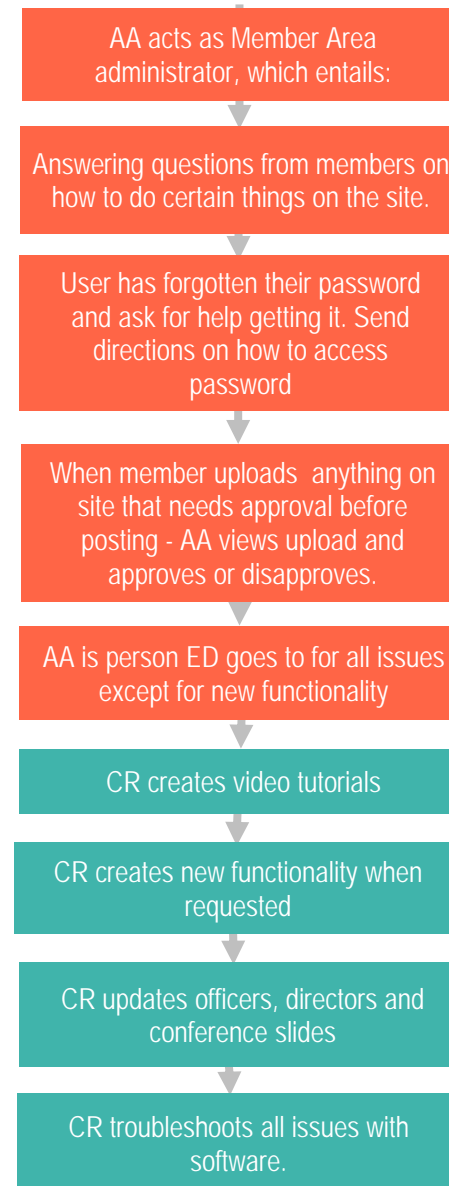 AA acts as Member Area
administrator, which entails:
Answering questions from members on
how to do certain things on the site.
User has forgotten their password
and ask for help getting it. Send
directions on how to access
password
When member uploads  anything on
site that needs approval before
posting - AA views upload and
approves or disapproves.
AA is person ED goes to for all issues
except for new functionality
CR creates video tutorials
CR creates new functionality when
requested
CR updates officers, directors and
conference slides
CR troubleshoots all issues with
software.